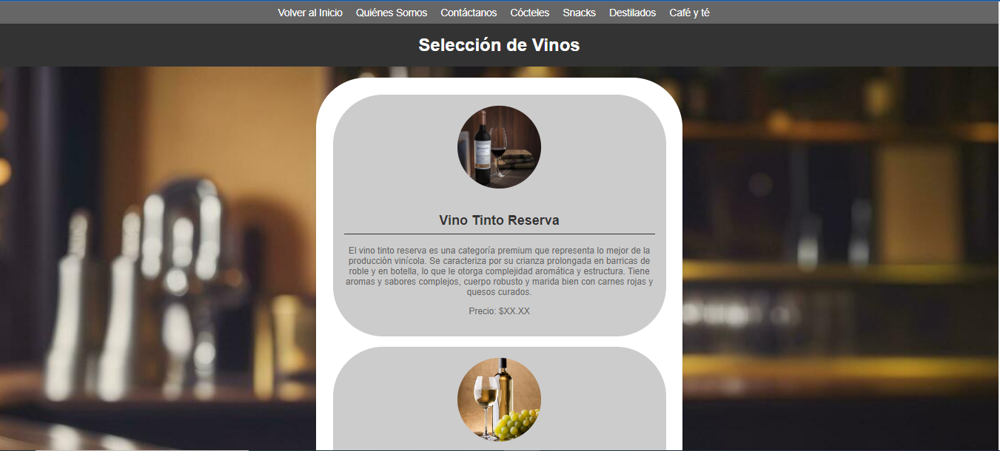 Volver al Inicio Quiénes Somos Contáctanos Cócteles Snacks Destilados Café y té
Selección de Vinos
Vino Tinto Reserva
El vino tinto reserva es una categoría premium que representa lo mejor de la
producción vinícola. Se caracteriza por su crianza prolongada en barricas de
roble y en botella, lo que le otorga complejidad aromática y estructura. Tiene
aromas y sabores complejos, cuerpo robusto y marida bien con carnes rojas y
quesos curados.
Precio: $XX.XX